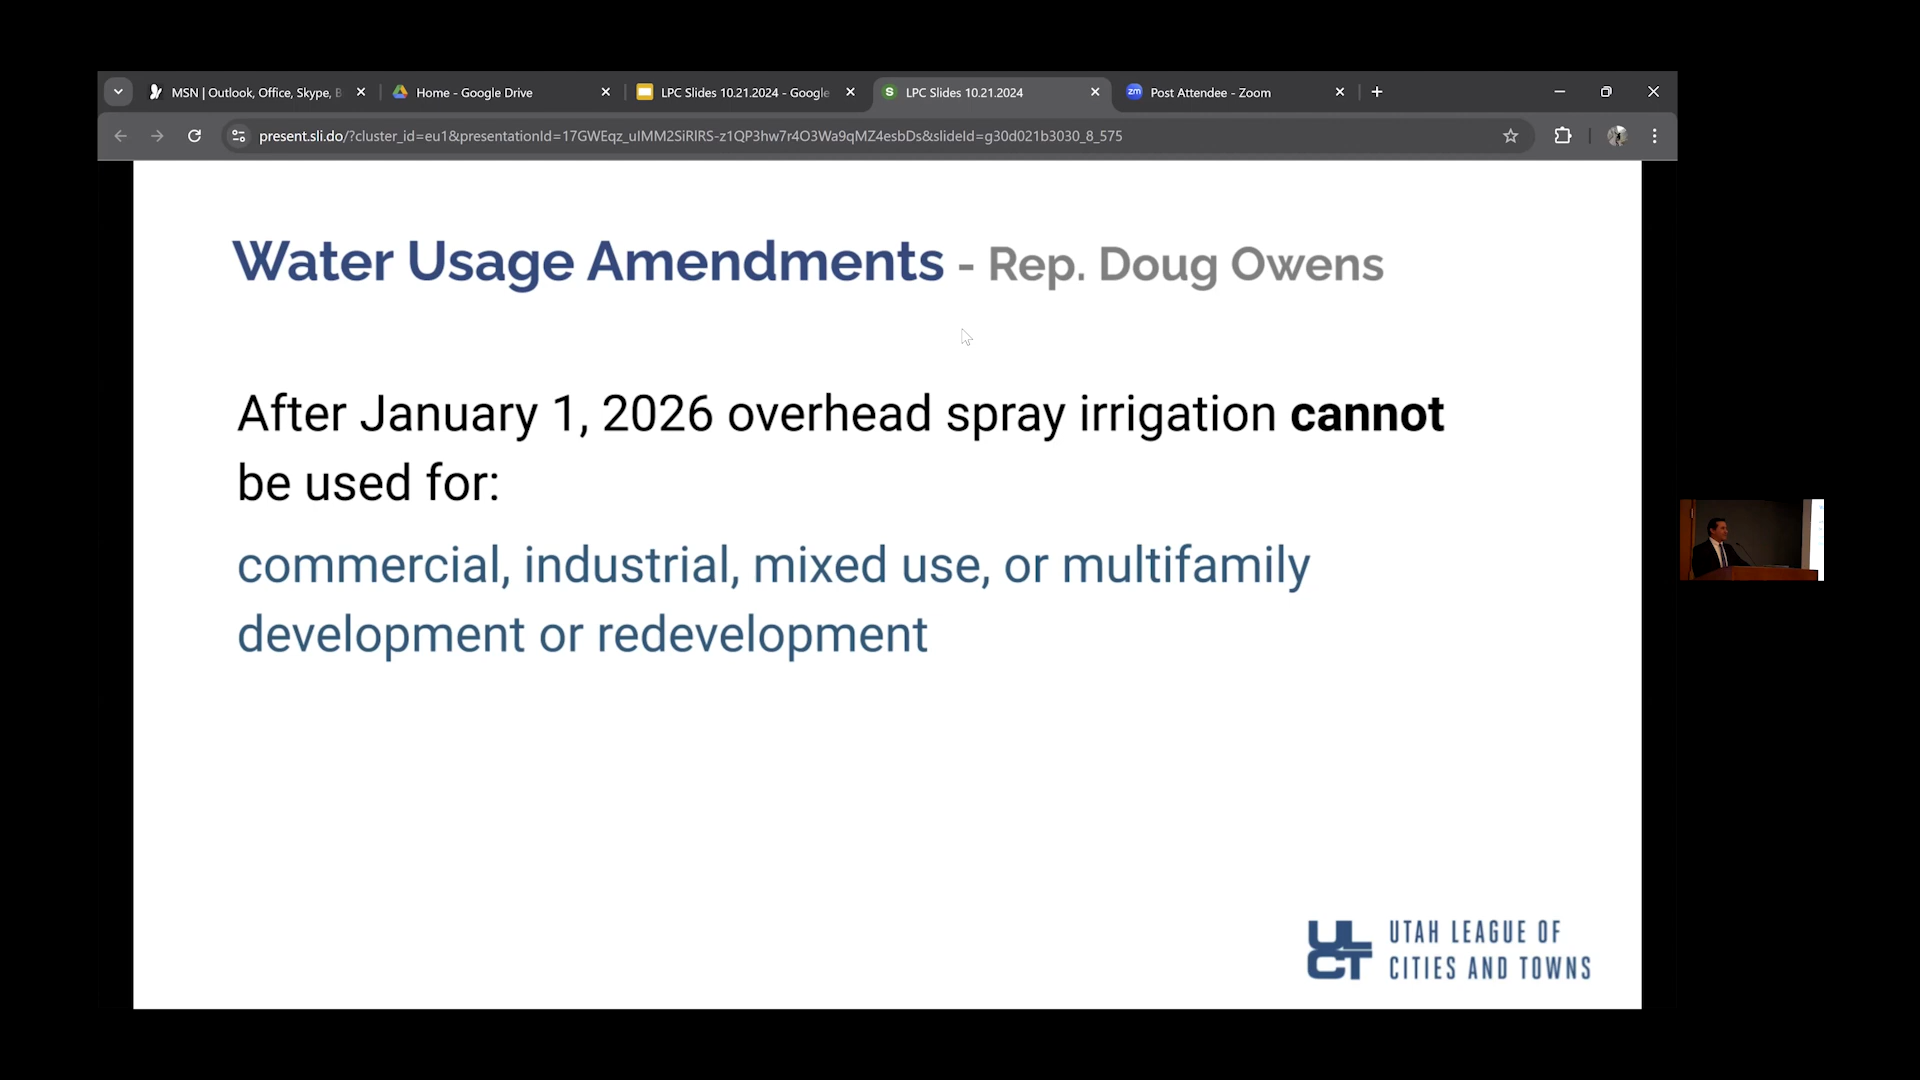 MSN | Outlook, Office, Skype, B
Home - Google Drive
LPC Slides 10.21.2024 - Google
S
LPC Slides 10.21.2024
zm
Post Attendee - Zoom
present.sli.do/?cluster_id=eu1&presentationId=17GWEqz_uIMM2SiRlRS-z1QP3hw7r4O3Wa9qMZ4esbDs&slideId=g30d021b3030_8_575
Water Usage Amendments - Rep. Doug Owens
After January 1, 2026 overhead spray irrigation cannot
be used for:
commercial, industrial, mixed use, or multifamily
development or redevelopment
ULCT
UTAH LEAGUE OF
CITIES AND TOWNS